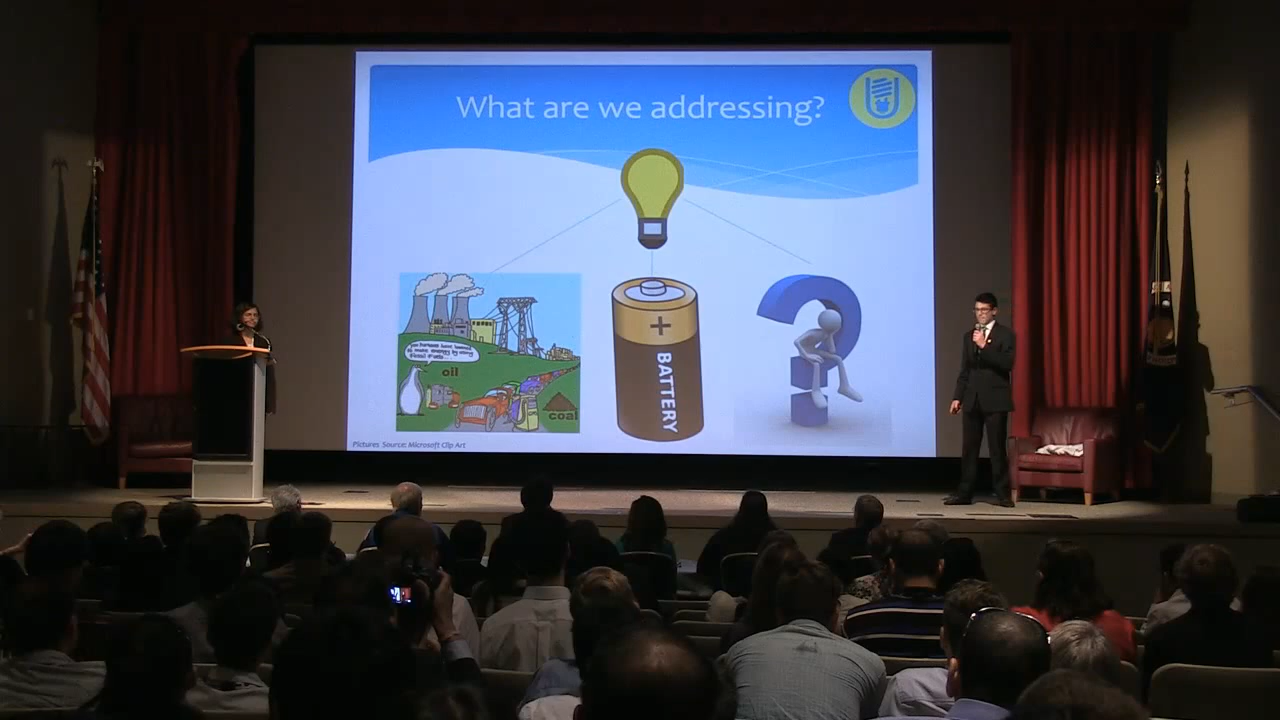 What are we addressing?
oil
coal
+
BATTERY
Pictures Source: Microsoft Clip Art